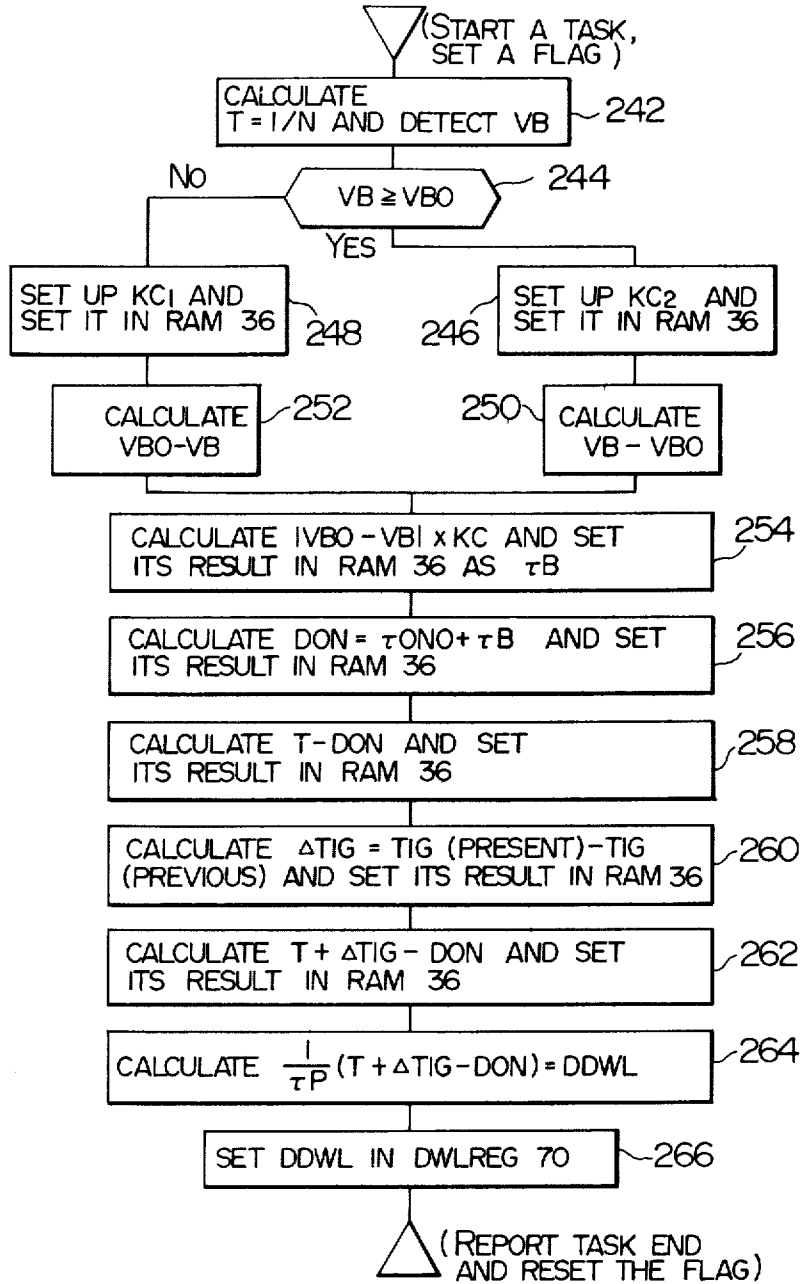 (START A TASK,
SET A FLAG)
CALCULATE
T = 1/N AND DETECT VB
242
VB ≧ VBO
244
NO
YES
SET UP KC1 AND
SET IT IN RAM 36
248
SET UP KC2 AND
SET IT IN RAM 36
246
CALCULATE
VBO-VB
252
CALCULATE
VB - VBO
250
CALCULATE |VBO-VB| x KC AND SET
ITS RESULT IN RAM 36 AS τB
254
CALCULATE DON= τONO+τB AND SET
ITS RESULT IN RAM 36
256
CALCULATE T-DON AND SET
ITS RESULT IN RAM 36
258
CALCULATE ΔTIG = TIG (PRESENT)-TIG
(PREVIOUS) AND SET ITS RESULT IN RAM 36
260
CALCULATE T+ΔTIG- DON AND SET
ITS RESULT IN RAM 36
262
CALCULATE 1/τP (T+ΔTIG-DON)=DDWL
264
SET DDWL IN DWLREG 70
266
(REPORT TASK END
AND RESET THE FLAG)